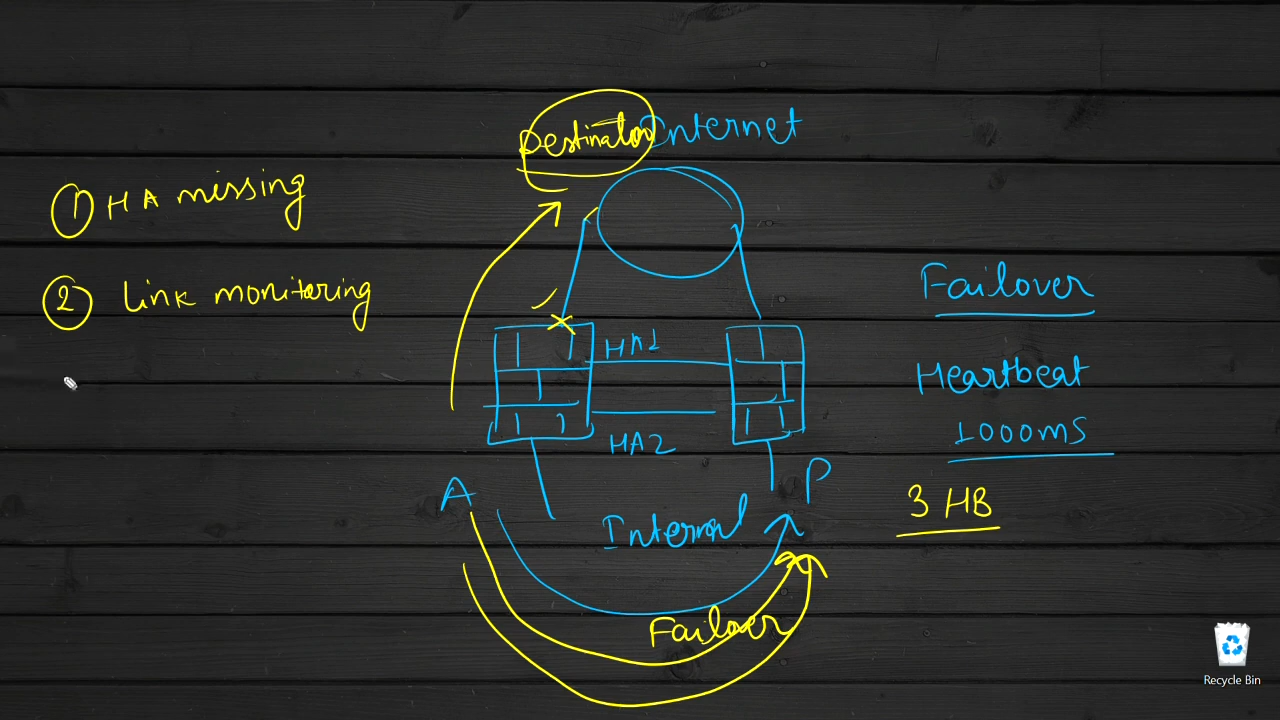 Destination
Internet
① HA missing
② Link monitoring
Failover
HA1
Heartbeat
1000ms
HA2
A
P
3 HB
Internal
Failover
Recycle Bin